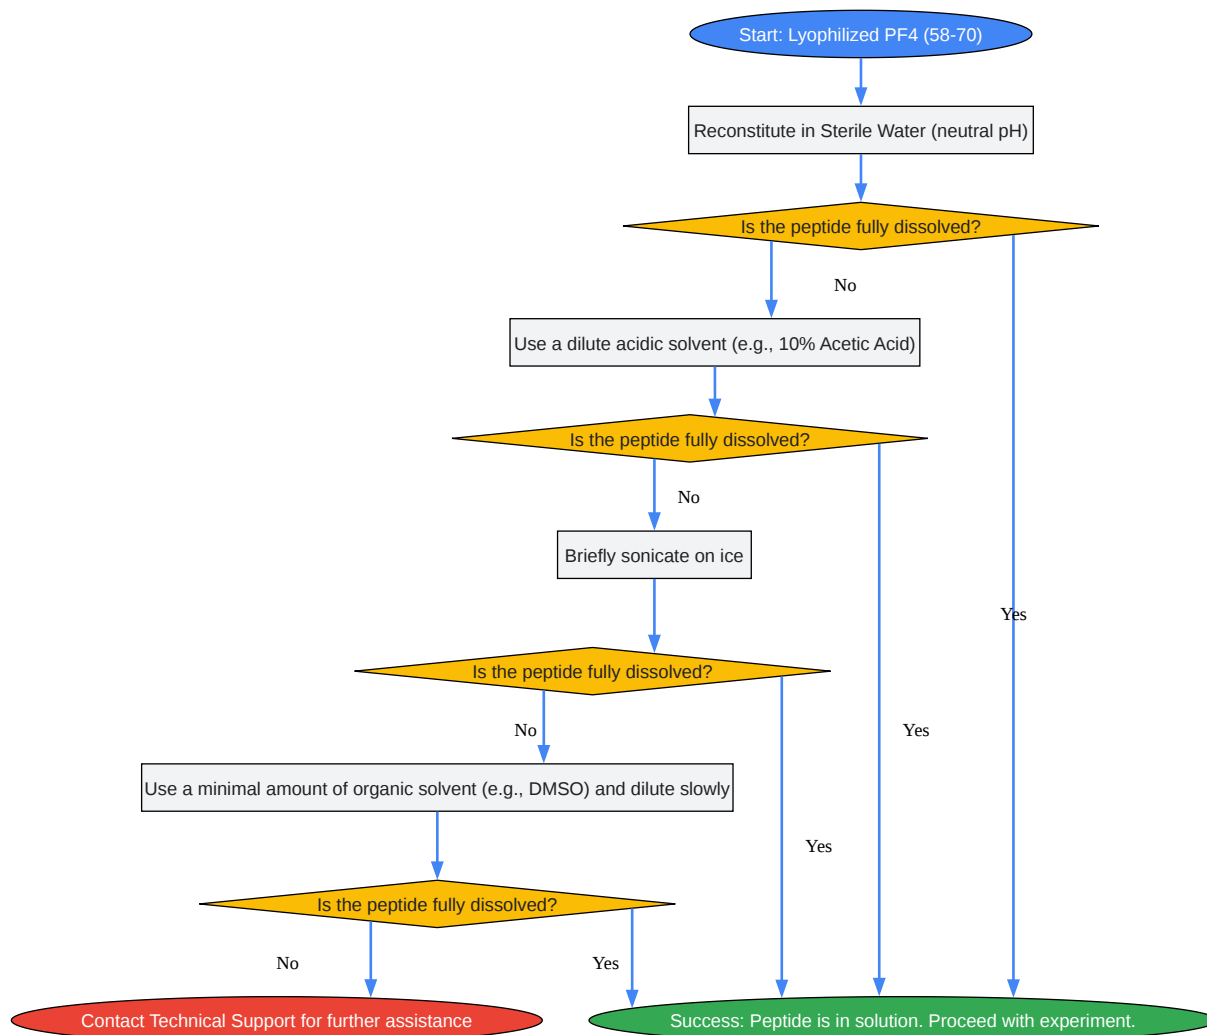 Start: Lyophilized PF4 (58-70)
Reconstitute in Sterile Water (neutral pH)
Is the peptide fully dissolved?
No
Use a dilute acidic solvent (e.g., 10% Acetic Acid)
Is the peptide fully dissolved?
No
Briefly sonicate on ice
Yes
Is the peptide fully dissolved?
No
Yes
Use a minimal amount of organic solvent (e.g., DMSO) and dilute slowly
Yes
Is the peptide fully dissolved?
No
Yes
Contact Technical Support for further assistance
Success: Peptide is in solution. Proceed with experiment.